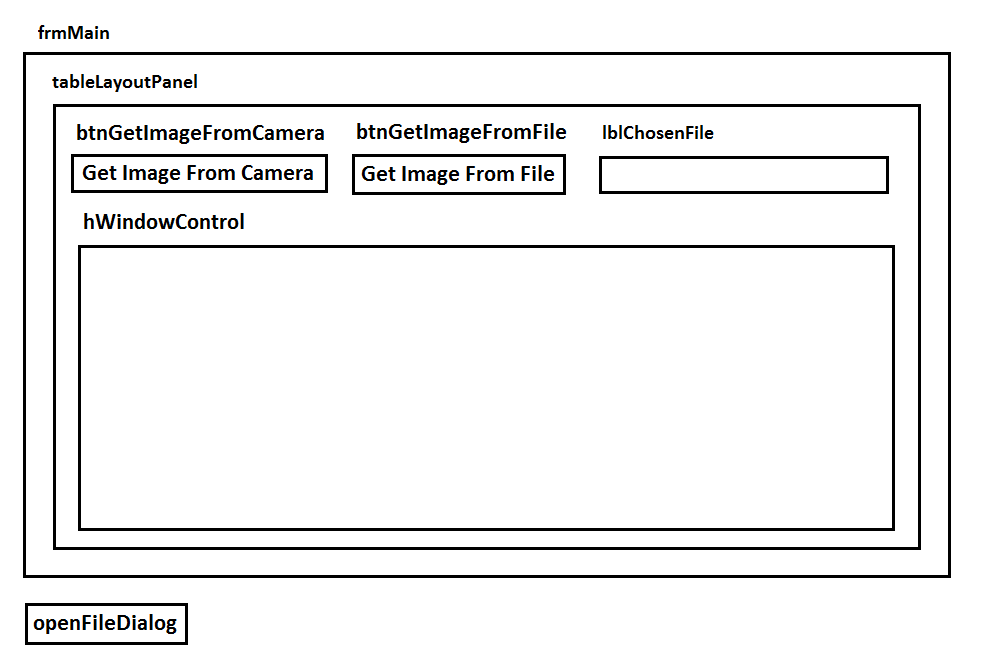 frmMain
tableLayoutPanel
btnGetImageFromCamera
btnGetImageFromFile
lblChosenFile
Get Image From Camera
Get Image From File
hWindowControl
openFileDialog